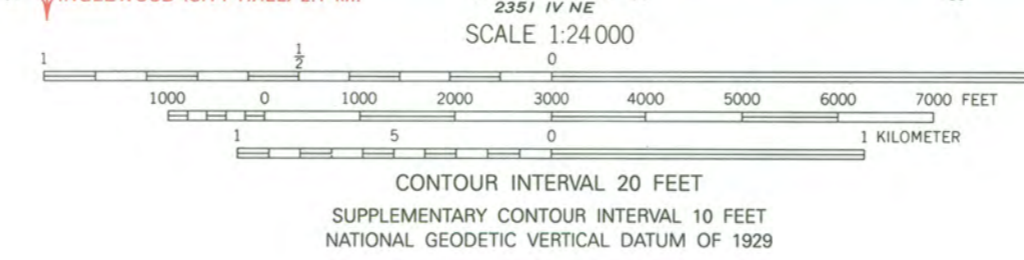 2351 IV NE
SCALE 1:24 000
1 1/2 0
1000 0 1000 2000 3000 4000 5000 6000 7000 FEET
1 5 0 1 KILOMETER
CONTOUR INTERVAL 20 FEET
SUPPLEMENTARY CONTOUR INTERVAL 10 FEET
NATIONAL GEODETIC VERTICAL DATUM OF 1929